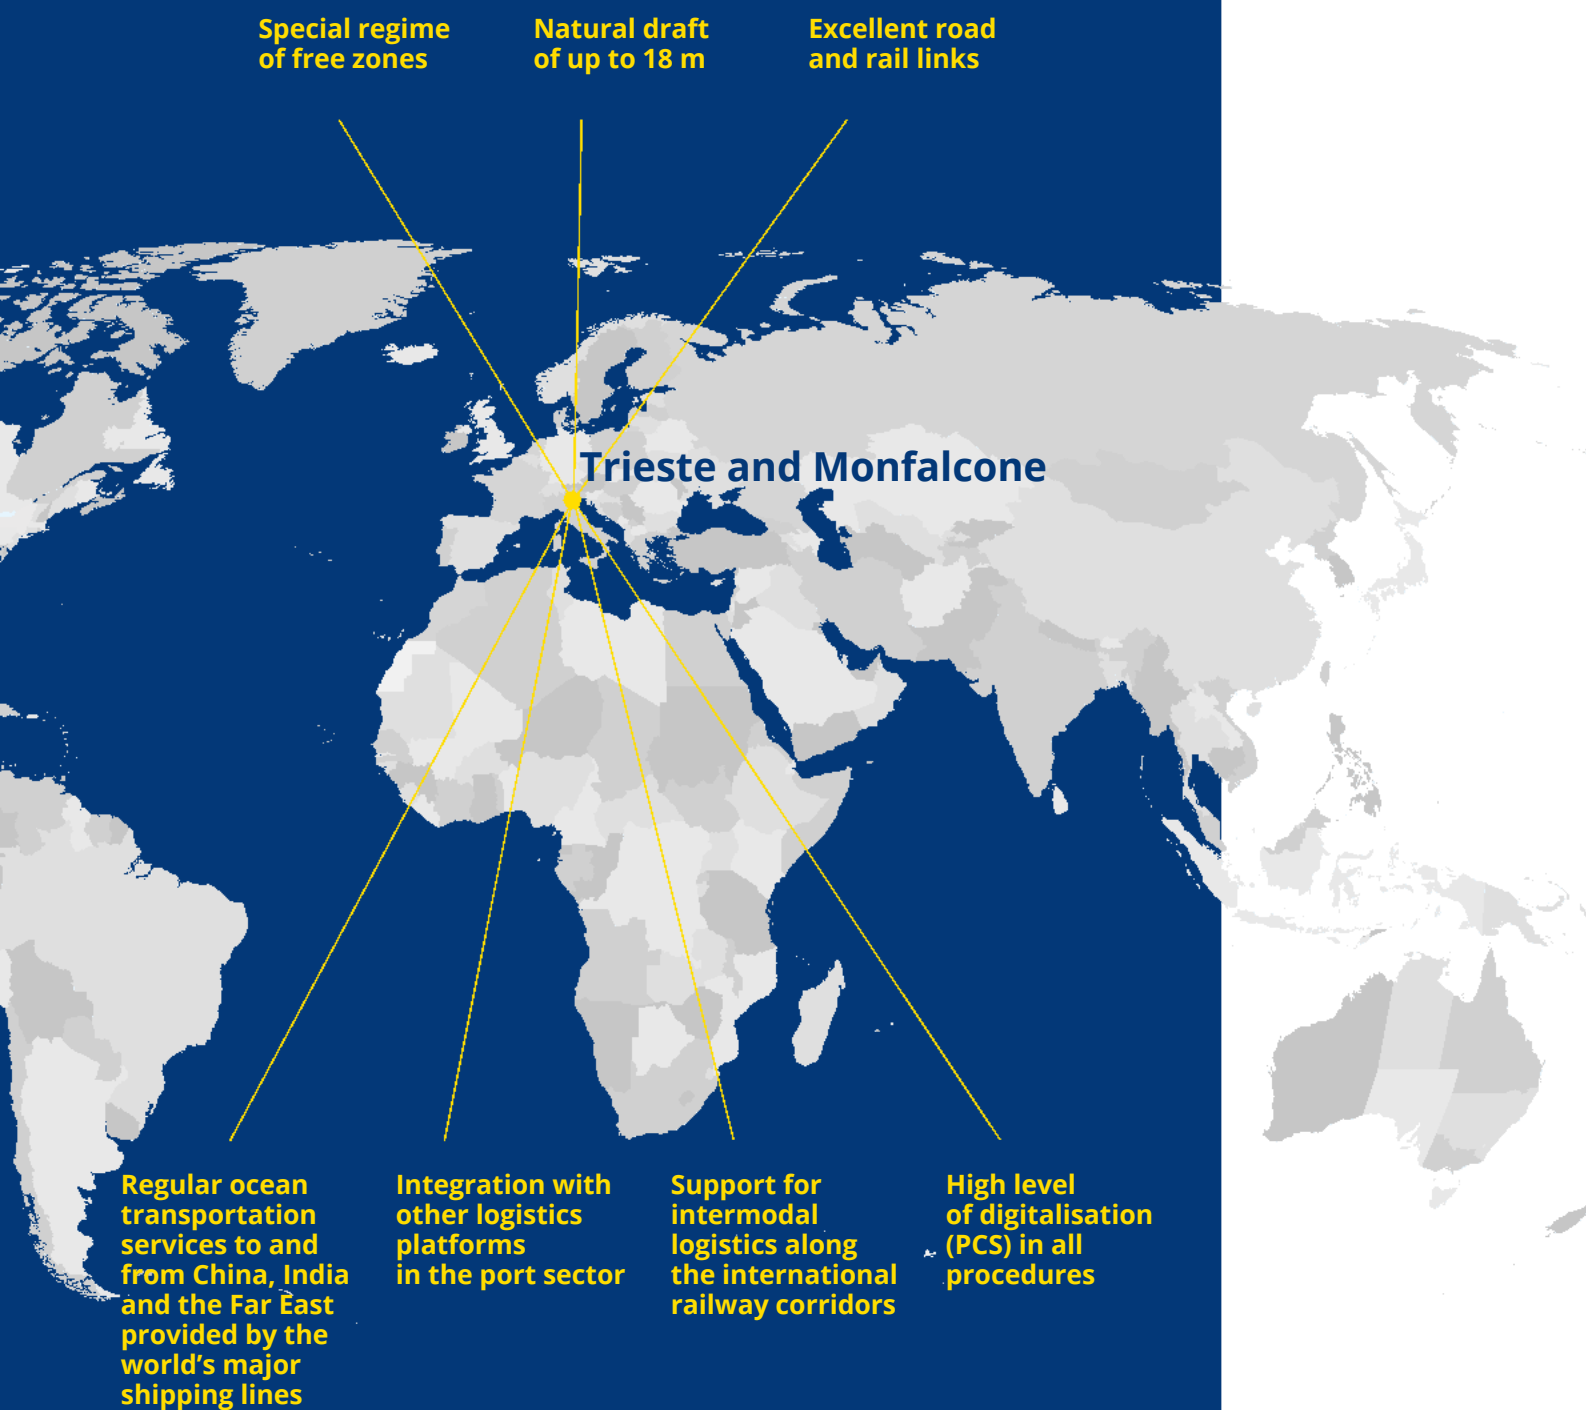 Special regime
of free zones
Natural draft
of up to 18 m
Excellent road
and rail links
Trieste and Monfalcone
Regular ocean
transportation
services to and
from China, India
and the Far East
provided by the
world’s major
shipping lines
Integration with
other logistics
platforms
in the port sector
Support for
intermodal
logistics along
the international
railway corridors
High level
of digitalisation
(PCS) in all
procedures